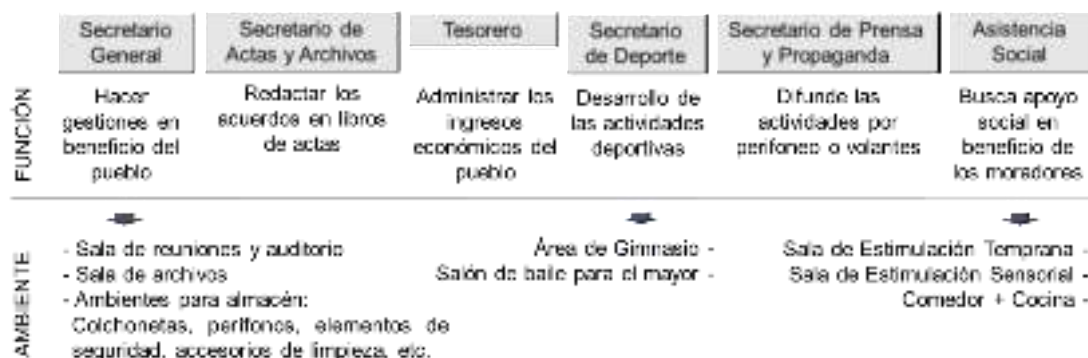 Secretario
General
Secretario de
Actas y Archivos
Tesorero
Secretario
de Deporte
Secretario de Prensa
y Propaganda
Asistencia
Social
FUNCIÓN
Hacer
gestiones en
beneficio del
pueblo
Redactar los
acuerdos en libros
de actas
Administrar los
ingresos
económicos del
pueblo
Desarrollo de
las actividades
deportivas
Difunde las
actividades por
perifoneo o volantes
Busca apoyo
social en
beneficio de
los moradores
AMBIENTE
- Sala de reuniones y auditorio
- Sala de archivos
- Ambientes para almacén:
Colchonetas, perifonos, elementos de
seguridad, accesorios de limpieza, etc.
Área de Gimnasio -
Salón de baile para el mayor -
Sala de Estimulación Temprana -
Sala de Estimulación Sensorial -
Comedor + Cocina -